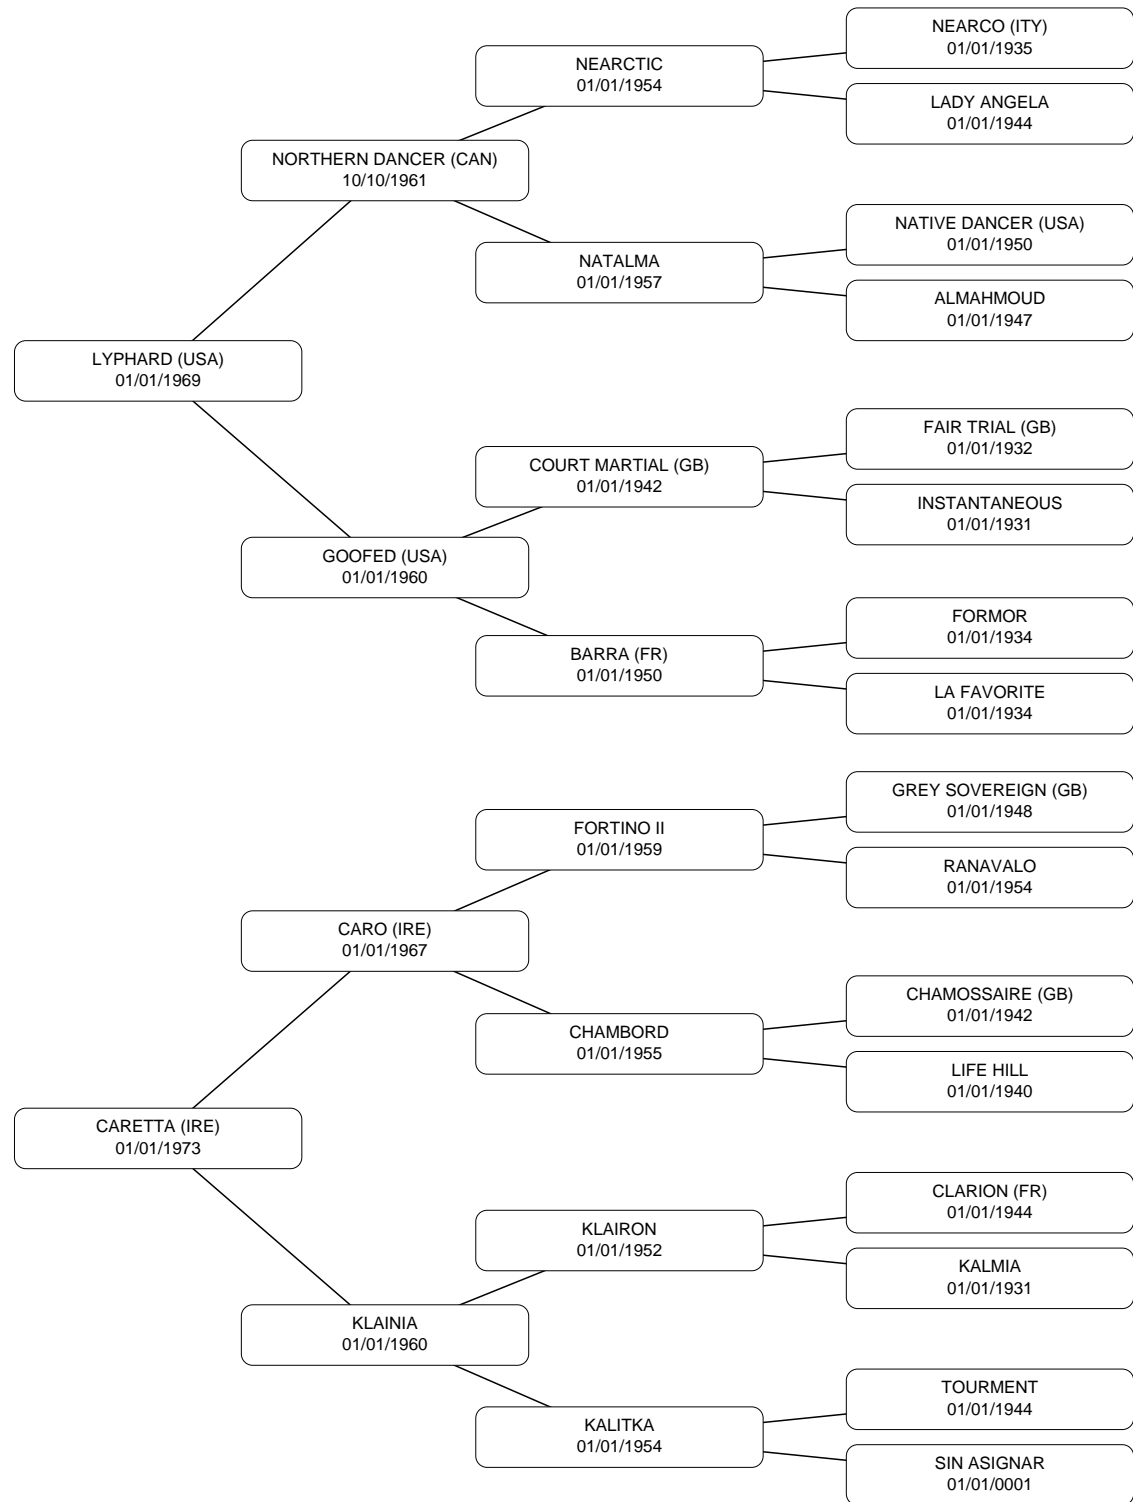 NEARCO (ITY)
01/01/1935
NEARCTIC
01/01/1954
LADY ANGELA
01/01/1944
NORTHERN DANCER (CAN)
10/10/1961
NATIVE DANCER (USA)
01/01/1950
NATALMA
01/01/1957
ALMAHMOUD
01/01/1947
LYPHARD (USA)
01/01/1969
FAIR TRIAL (GB)
01/01/1932
COURT MARTIAL (GB)
01/01/1942
INSTANTANEOUS
01/01/1931
GOOFED (USA)
01/01/1960
FORMOR
01/01/1934
BARRA (FR)
01/01/1950
LA FAVORITE
01/01/1934
GREY SOVEREIGN (GB)
01/01/1948
FORTINO II
01/01/1959
RANAVALO
01/01/1954
CARO (IRE)
01/01/1967
CHAMOSSAIRE (GB)
01/01/1942
CHAMBORD
01/01/1955
LIFE HILL
01/01/1940
CARETTA (IRE)
01/01/1973
CLARION (FR)
01/01/1944
KLAIRON
01/01/1952
KALMIA
01/01/1931
KLAINIA
01/01/1960
TOURMENT
01/01/1944
KALITKA
01/01/1954
SIN ASIGNAR
01/01/0001